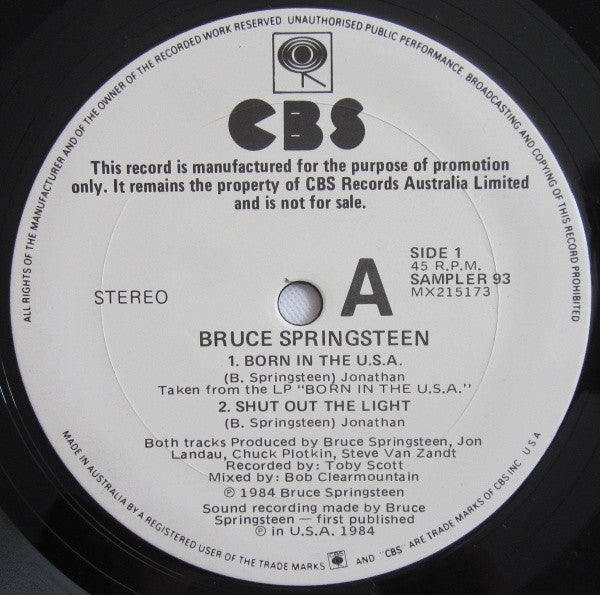 ALL RIGHTS OF THE MANUFACTURER AND OF THE OWNER OF THE RECORDED WORK RESERVED. UNAUTHORISED PUBLIC PERFORMANCE, BROADCASTING AND COPYING OF THIS RECORD PROHIBITED
CBS
This record is manufactured for the purpose of promotion
only. It remains the property of CBS Records Australia Limited
and is not for sale.
STEREO
A
SIDE 1
45 R.P.M.
SAMPLER 93
MX215173
BRUCE SPRINGSTEEN
1. BORN IN THE U.S.A.
(B. Springsteen) Jonathan
Taken from the LP "BORN IN THE U.S.A."
2. SHUT OUT THE LIGHT
(B. Springsteen) Jonathan
Both tracks Produced by Bruce Springsteen, Jon
Landau, Chuck Plotkin, Steve Van Zandt
Recorded by: Toby Scott
Mixed by: Bob Clearmountain
Ⓟ 1984 Bruce Springsteen
Sound recording made by Bruce
Springsteen — first published
Ⓟ in U.S.A. 1984
MADE IN AUSTRALIA BY A REGISTERED USER OF THE TRADE MARKS CBS AND "CBS" ARE TRADE MARKS OF CBS INC. U S A